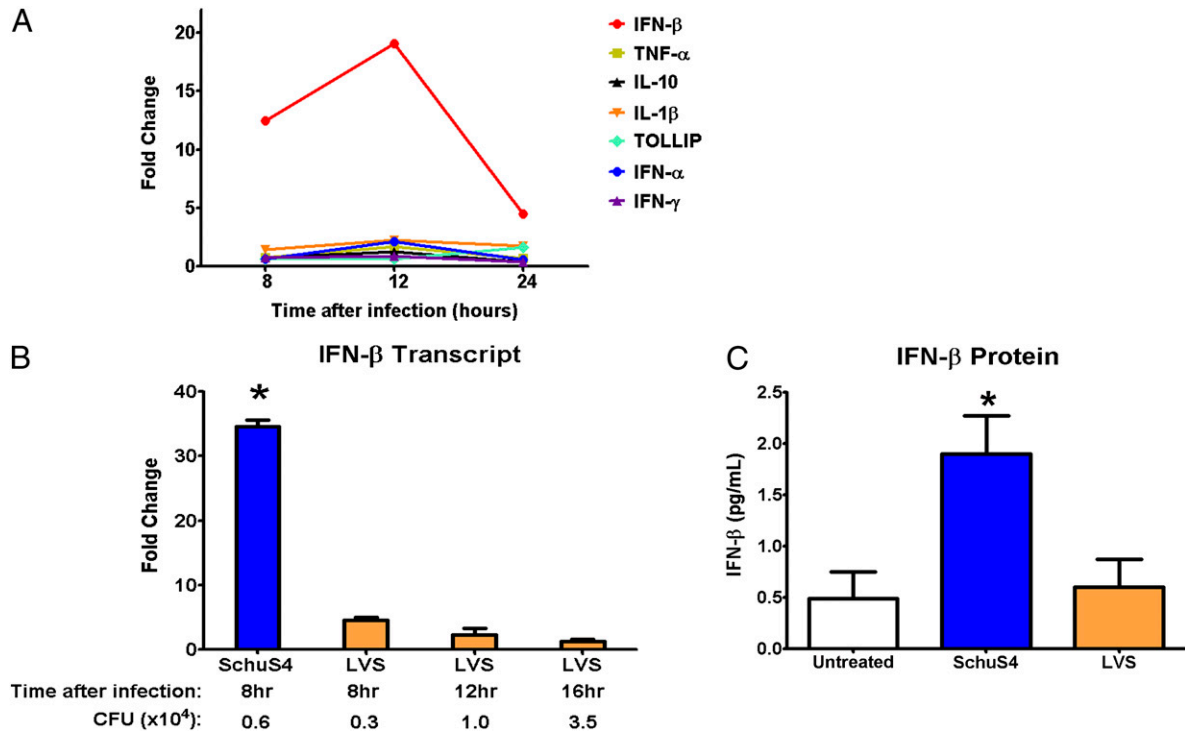 A
Fold Change
20
15
10
5
0
8
12
24
Time after infection (hours)
IFN-β
TNF-α
IL-10
IL-1β
TOLLIP
IFN-α
IFN-γ
B
IFN-β Transcript
Fold Change
40
30
20
10
0
*
SchuS4 LVS LVS LVS
Time after infection: 8hr 8hr 12hr 16hr
CFU (x10⁴): 0.6 0.3 1.0 3.5
C
IFN-β Protein
IFN-β (pg/mL)
2.5
2.0
1.5
1.0
0.5
0.0
*
Untreated SchuS4 LVS